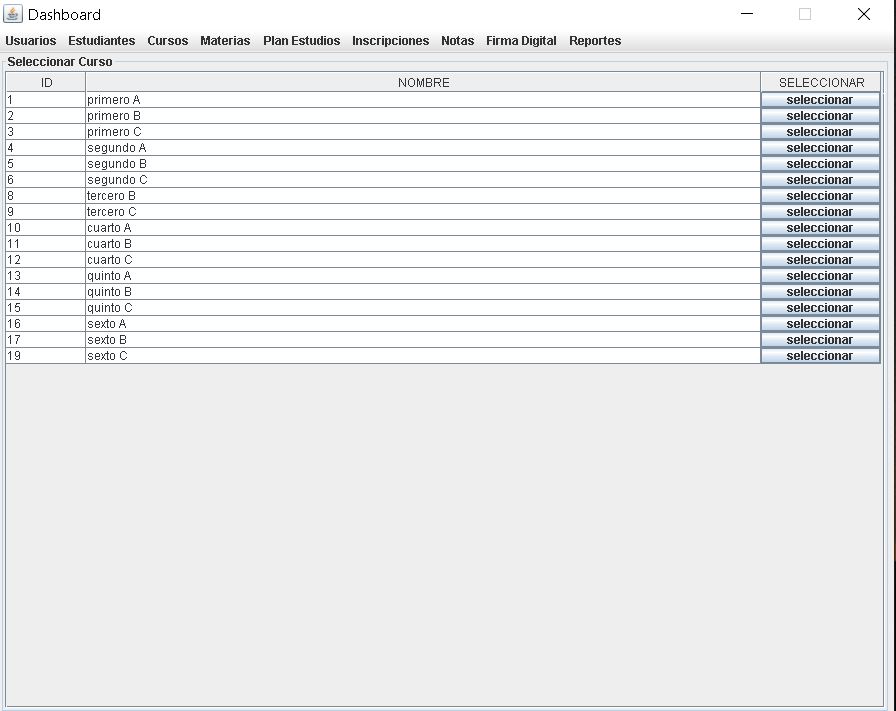 Dashboard
Usuarios Estudiantes Cursos Materias Plan Estudios Inscripciones Notas Firma Digital Reportes
Seleccionar Curso
ID NOMBRE SELECCIONAR
1 primero A seleccionar
2 primero B seleccionar
3 primero C seleccionar
4 segundo A seleccionar
5 segundo B seleccionar
6 segundo C seleccionar
8 tercero B seleccionar
9 tercero C seleccionar
10 cuarto A seleccionar
11 cuarto B seleccionar
12 cuarto C seleccionar
13 quinto A seleccionar
14 quinto B seleccionar
15 quinto C seleccionar
16 sexto A seleccionar
17 sexto B seleccionar
19 sexto C seleccionar